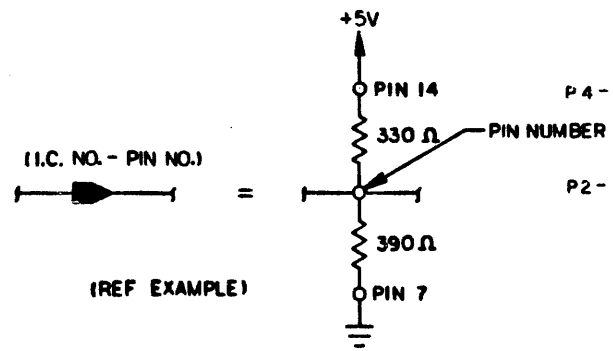 +5V
PIN 14
P4-
330 Ω
PIN NUMBER
(I.C. NO. - PIN NO.)
=
P2-
390 Ω
(REF EXAMPLE)
PIN 7